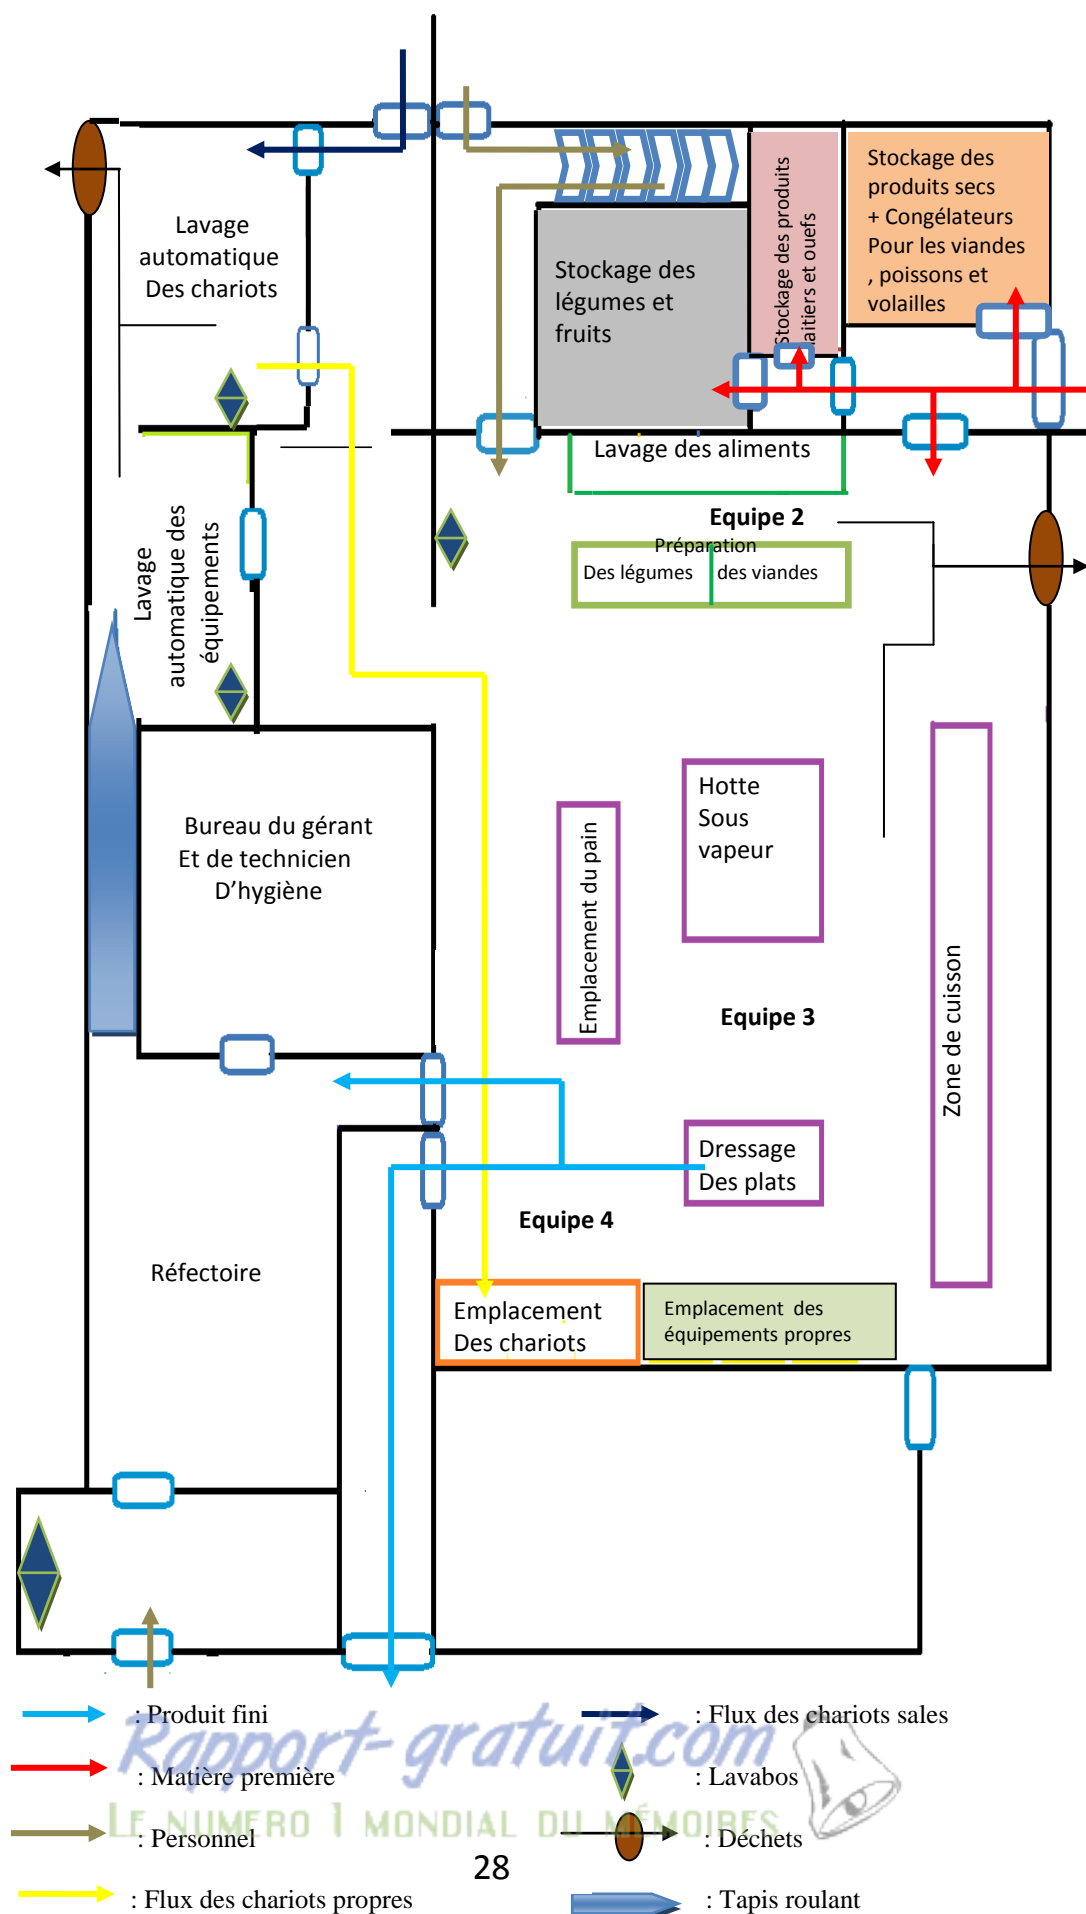 Lavage
automatique
Des chariots
Stockage des
légumes et
fruits
Stockage des produits
laitiers et ouefs
Stockage des
produits secs
+ Congélateurs
Pour les viandes
, poissons et
volailles
Lavage des aliments
Equipe 2
Préparation
Des légumes
des viandes
Lavage
automatique des
équipements
Bureau du gérant
Et de technicien
D’hygiène
Emplacement du pain
Hotte
Sous
vapeur
Equipe 3
Zone de cuisson
Dressage
Des plats
Equipe 4
Réfectoire
Emplacement
Des chariots
Emplacement des
équipements propres
: Produit fini
: Flux des chariots sales
Rapport-gratuit.com
: Matière première
: Lavabos
LE NUMERO 1 MONDIAL DU MÉMOIRES
: Personnel
: Déchets
28
: Flux des chariots propres
: Tapis roulant